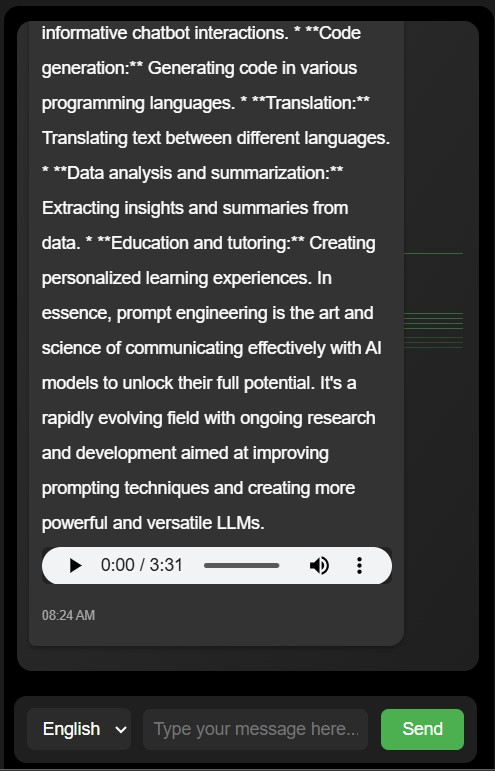 informative chatbot interactions. * **Code
generation:** Generating code in various
programming languages. * **Translation:**
Translating text between different languages.
* **Data analysis and summarization:**
Extracting insights and summaries from
data. * **Education and tutoring:** Creating
personalized learning experiences. In
essence, prompt engineering is the art and
science of communicating effectively with AI
models to unlock their full potential. It's a
rapidly evolving field with ongoing research
and development aimed at improving
prompting techniques and creating more
powerful and versatile LLMs.
0:00 / 3:31
08:24 AM
English Type your message here... Send